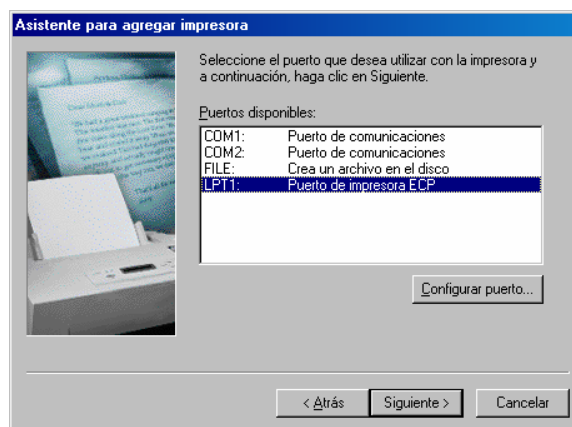 Asistente para agregar impresora
Seleccione el puerto que desea utilizar con la impresora y
a continuación, haga clic en Siguiente.
Puertos disponibles:
COM1: Puerto de comunicaciones
COM2: Puerto de comunicaciones
FILE: Crea un archivo en el disco
LPT1: Puerto de impresora ECP
Configurar puerto...
< Atrás Siguiente > Cancelar